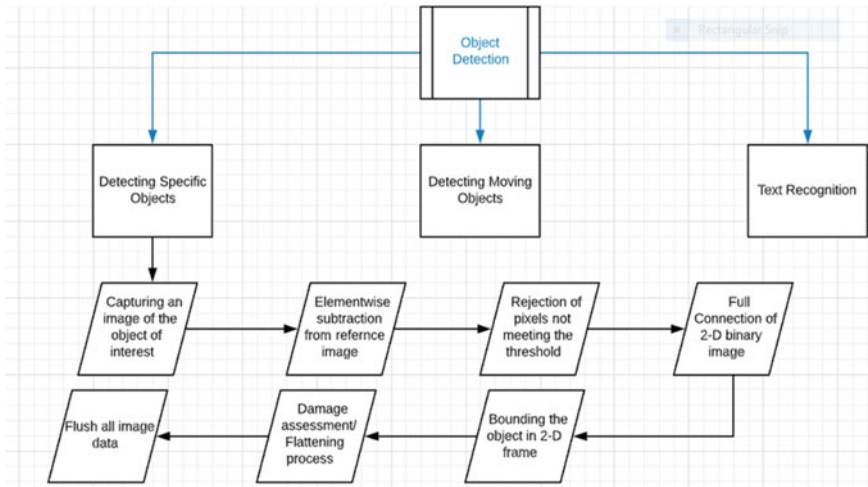 Rectangular Snip
Object
Detection
Detecting Specific
Objects
Detecting Moving
Objects
Text Recognition
Capturing an
image of the
object of
interest
Elementwise
subtraction
from refernce
image
Rejection of
pixels not
meeting the
threshold
Full
Connection of
2-D binary
image
Flush all image
data
Damage
assessment/
Flattening
process
Bounding the
object in 2-D
frame